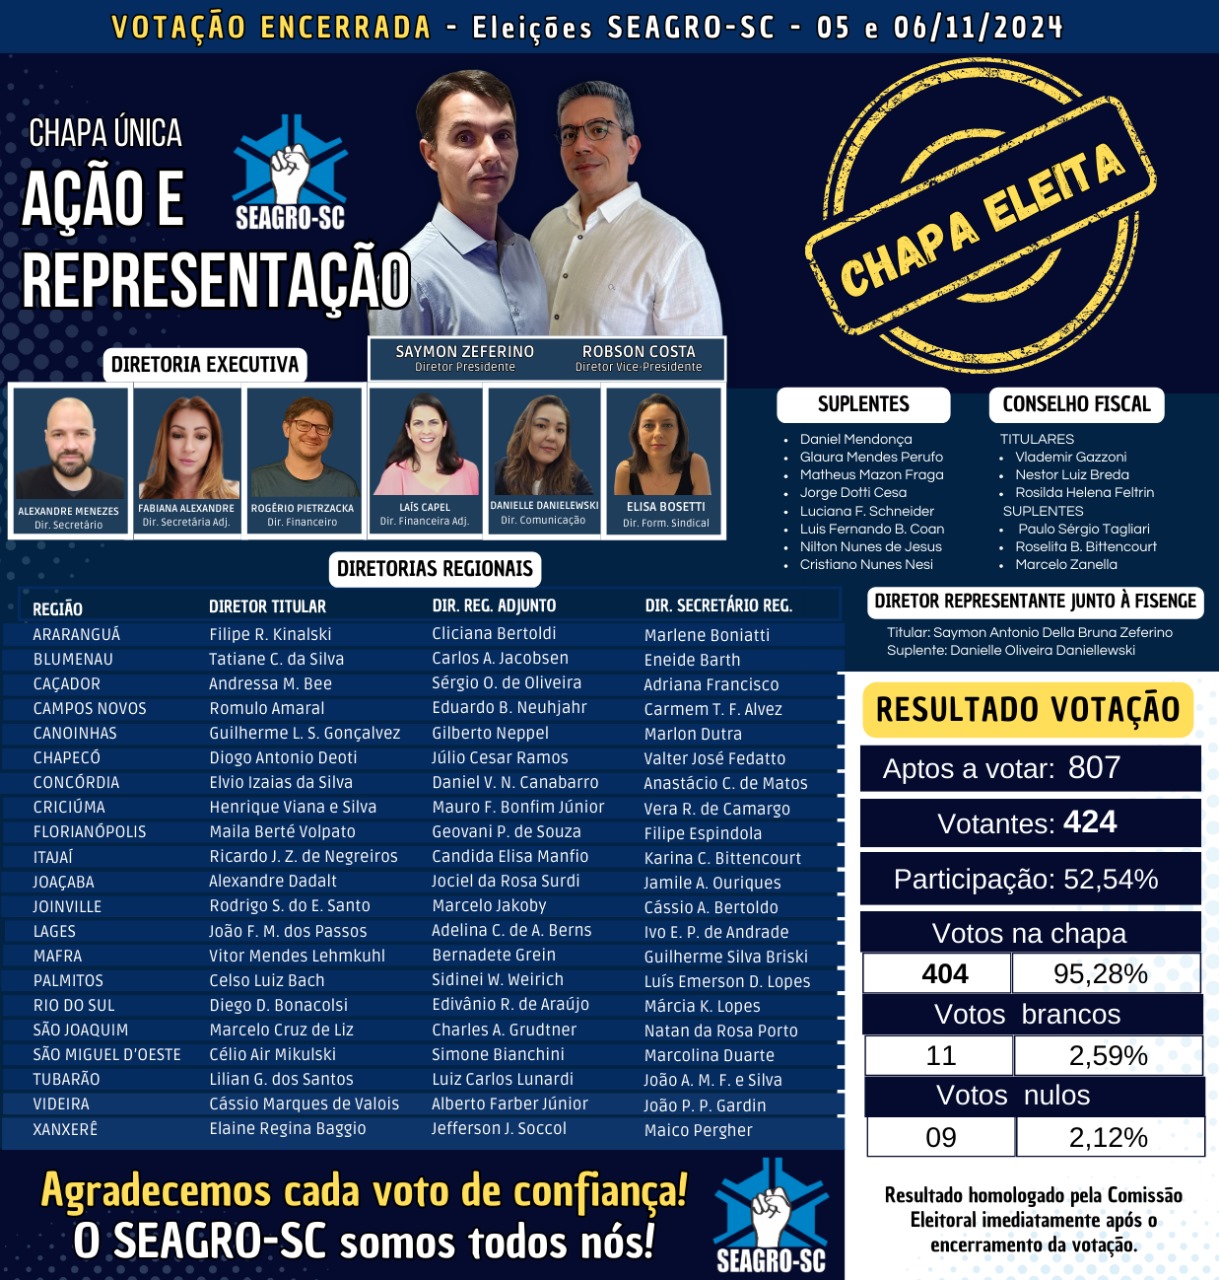 VOTAÇÃO ENCERRADA - Eleições SEAGRO-SC - 05 e 06/11/2024
CHAPA ÚNICA
AÇÃO E
REPRESENTAÇÃO
SEAGRO-SC
CHAPA ELEITA
SAYMON ZEFERINO
Diretor Presidente
ROBSON COSTA
Diretor Vice-Presidente
DIRETORIA EXECUTIVA
ALEXANDRE MENEZES
Dir. Secretário
FABIANA ALEXANDRE
Dir. Secretária Adj.
ROGÉRIO PIETRZACKA
Dir. Financeiro
LAÍS CAPEL
Dir. Financeira Adj.
DANIELLE DANIELEWSKI
Dir. Comunicação
ELISA BOSETTI
Dir. Form. Sindical
SUPLENTES
• Daniel Mendonça
• Glaura Mendes Perufo
• Matheus Mazon Fraga
• Jorge Dotti Cesa
• Luciana F. Schneider
• Luis Fernando B. Coan
• Nilton Nunes de Jesus
• Cristiano Nunes Nesi
CONSELHO FISCAL
TITULARES
• Vlademir Gazzoni
• Nestor Luiz Breda
• Rosilda Helena Feltrin
SUPLENTES
• Paulo Sérgio Tagliari
• Roselita B. Bittencourt
• Marcelo Zanella
DIRETOR REPRESENTANTE JUNTO À FISENGE
Titular: Saymon Antonio Della Bruna Zeferino
Suplente: Danielle Oliveira Daniellewski
DIRETORIAS REGIONAIS
REGIÃO DIRETOR TITULAR DIR. REG. ADJUNTO DIR. SECRETÁRIO REG.
ARARANGUÁ Filipe R. Kinalski Cliciana Bertoldi Marlene Boniatti
BLUMENAU Tatiane C. da Silva Carlos A. Jacobsen Eneide Barth
CAÇADOR Andressa M. Bee Sérgio O. de Oliveira Adriana Francisco
CAMPOS NOVOS Romulo Amaral Eduardo B. Neuhjahr Carmem T. F. Alvez
CANOINHAS Guilherme L. S. Gonçalvez Gilberto Neppel Marlon Dutra
CHAPECÓ Diogo Antonio Deoti Júlio Cesar Ramos Valter José Fedatto
CONCÓRDIA Elvio Izaias da Silva Daniel V. N. Canabarro Anastácio C. de Matos
CRICIÚMA Henrique Viana e Silva Mauro F. Bonfim Júnior Vera R. de Camargo
FLORIANÓPOLIS Maila Berté Volpato Geovani P. de Souza Filipe Espindola
ITAJAÍ Ricardo J. Z. de Negreiros Candida Elisa Manfio Karina C. Bittencourt
JOAÇABA Alexandre Dadalt Jociel da Rosa Surdi Jamile A. Ouriques
JOINVILLE Rodrigo S. do E. Santo Marcelo Jakoby Cássio A. Bertoldo
LAGES João F. M. dos Passos Adelina C. de A. Berns Ivo E. P. de Andrade
MAFRA Vitor Mendes Lehmkuhl Bernadete Grein Guilherme Silva Briski
PALMITOS Celso Luiz Bach Sidinei W. Weirich Luís Emerson D. Lopes
RIO DO SUL Diego D. Bonacolsi Edivânio R. de Araújo Márcia K. Lopes
SÃO JOAQUIM Marcelo Cruz de Liz Charles A. Grudtner Natan da Rosa Porto
SÃO MIGUEL D'OESTE Célio Air Mikulski Simone Bianchini Marcolina Duarte
TUBARÃO Lilian G. dos Santos Luiz Carlos Lunardi João A. M. F. e Silva
VIDEIRA Cássio Marques de Valois Alberto Farber Júnior João P. P. Gardin
XANXERÊ Elaine Regina Baggio Jefferson J. Soccol Maico Pergher
RESULTADO VOTAÇÃO
Aptos a votar: 807
Votantes: 424
Participação: 52,54%
Votos na chapa
404 95,28%
Votos brancos
11 2,59%
Votos nulos
09 2,12%
Resultado homologado pela Comissão
Eleitoral imediatamente após o
encerramento da votação.
Agradecemos cada voto de confiança!
O SEAGRO-SC somos todos nós!
SEAGRO-SC